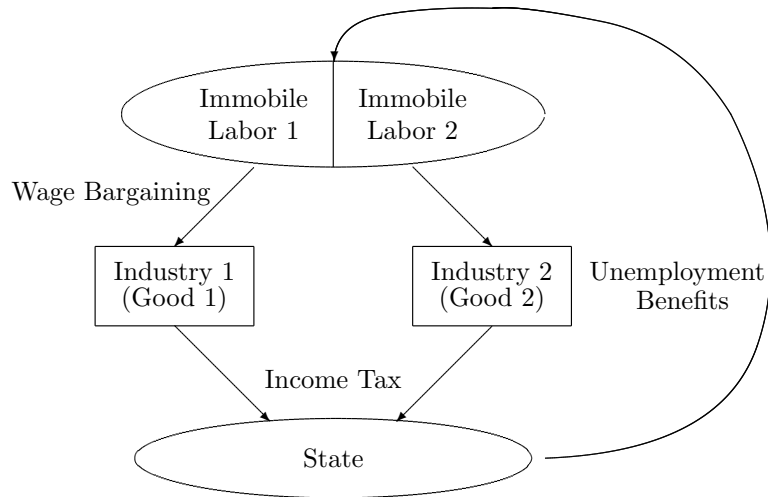 Immobile
Labor 1
Immobile
Labor 2
Wage Bargaining
Industry 1
(Good 1)
Industry 2
(Good 2)
Unemployment
Benefits
Income Tax
State